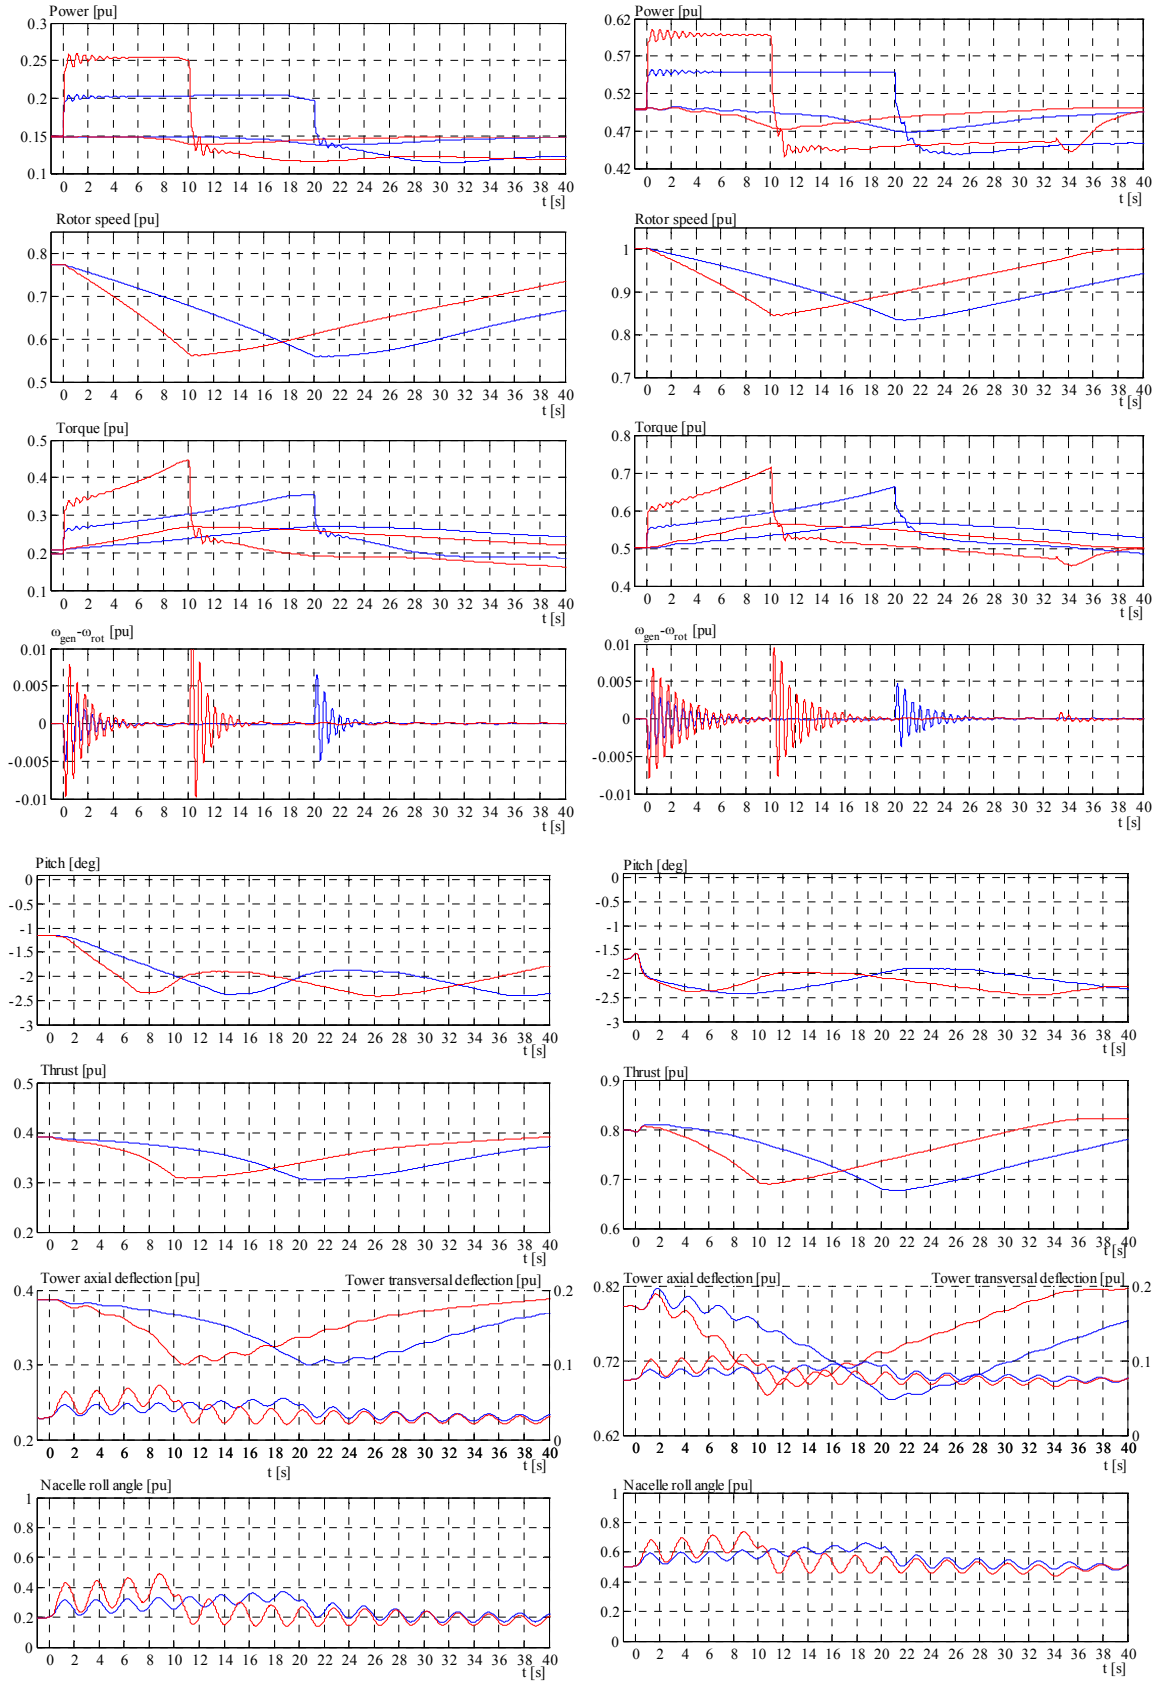 Power [pu]
0.3
0.25
0.2
0.15
0.1
0 2 4 6 8 10 12 14 16 18 20 22 24 26 28 30 32 34 36 38 40
t [s]
Power [pu]
0.62
0.57
0.52
0.47
0.42
0 2 4 6 8 10 12 14 16 18 20 22 24 26 28 30 32 34 36 38 40
t [s]
Rotor speed [pu]
0.8
0.7
0.6
0.5
0 2 4 6 8 10 12 14 16 18 20 22 24 26 28 30 32 34 36 38 40
t [s]
Rotor speed [pu]
1
0.9
0.8
0.7
0 2 4 6 8 10 12 14 16 18 20 22 24 26 28 30 32 34 36 38 40
t [s]
Torque [pu]
0.5
0.4
0.3
0.2
0.1
0 2 4 6 8 10 12 14 16 18 20 22 24 26 28 30 32 34 36 38 40
t [s]
Torque [pu]
0.8
0.7
0.6
0.5
0.4
0 2 4 6 8 10 12 14 16 18 20 22 24 26 28 30 32 34 36 38 40
t [s]
ωgen-ωrot [pu]
0.01
0.005
0
-0.005
-0.01
0 2 4 6 8 10 12 14 16 18 20 22 24 26 28 30 32 34 36 38 40
t [s]
ωgen-ωrot [pu]
0.01
0.005
0
-0.005
-0.01
0 2 4 6 8 10 12 14 16 18 20 22 24 26 28 30 32 34 36 38 40
t [s]
Pitch [deg]
0
-0.5
-1
-1.5
-2
-2.5
-3
0 2 4 6 8 10 12 14 16 18 20 22 24 26 28 30 32 34 36 38 40
t [s]
Pitch [deg]
0
-0.5
-1
-1.5
-2
-2.5
-3
0 2 4 6 8 10 12 14 16 18 20 22 24 26 28 30 32 34 36 38 40
t [s]
Thrust [pu]
0.5
0.4
0.3
0.2
0 2 4 6 8 10 12 14 16 18 20 22 24 26 28 30 32 34 36 38 40
t [s]
Thrust [pu]
0.9
0.8
0.7
0.6
0 2 4 6 8 10 12 14 16 18 20 22 24 26 28 30 32 34 36 38 40
t [s]
Tower axial deflection [pu] Tower transversal deflection [pu]
0.4 0.2
0.3 0.1
0.2 0
0 2 4 6 8 10 12 14 16 18 20 22 24 26 28 30 32 34 36 38 40
t [s] t [s]
Tower axial deflection [pu] Tower transversal deflection [pu]
0.82 0.2
0.72 0.1
0.62 0
0 2 4 6 8 10 12 14 16 18 20 22 24 26 28 30 32 34 36 38 40
t [s]
Nacelle roll angle [pu]
1
0.8
0.6
0.4
0.2
0
0 2 4 6 8 10 12 14 16 18 20 22 24 26 28 30 32 34 36 38 40
t [s]
Nacelle roll angle [pu]
1
0.8
0.6
0.4
0.2
0
0 2 4 6 8 10 12 14 16 18 20 22 24 26 28 30 32 34 36 38 40
t [s]